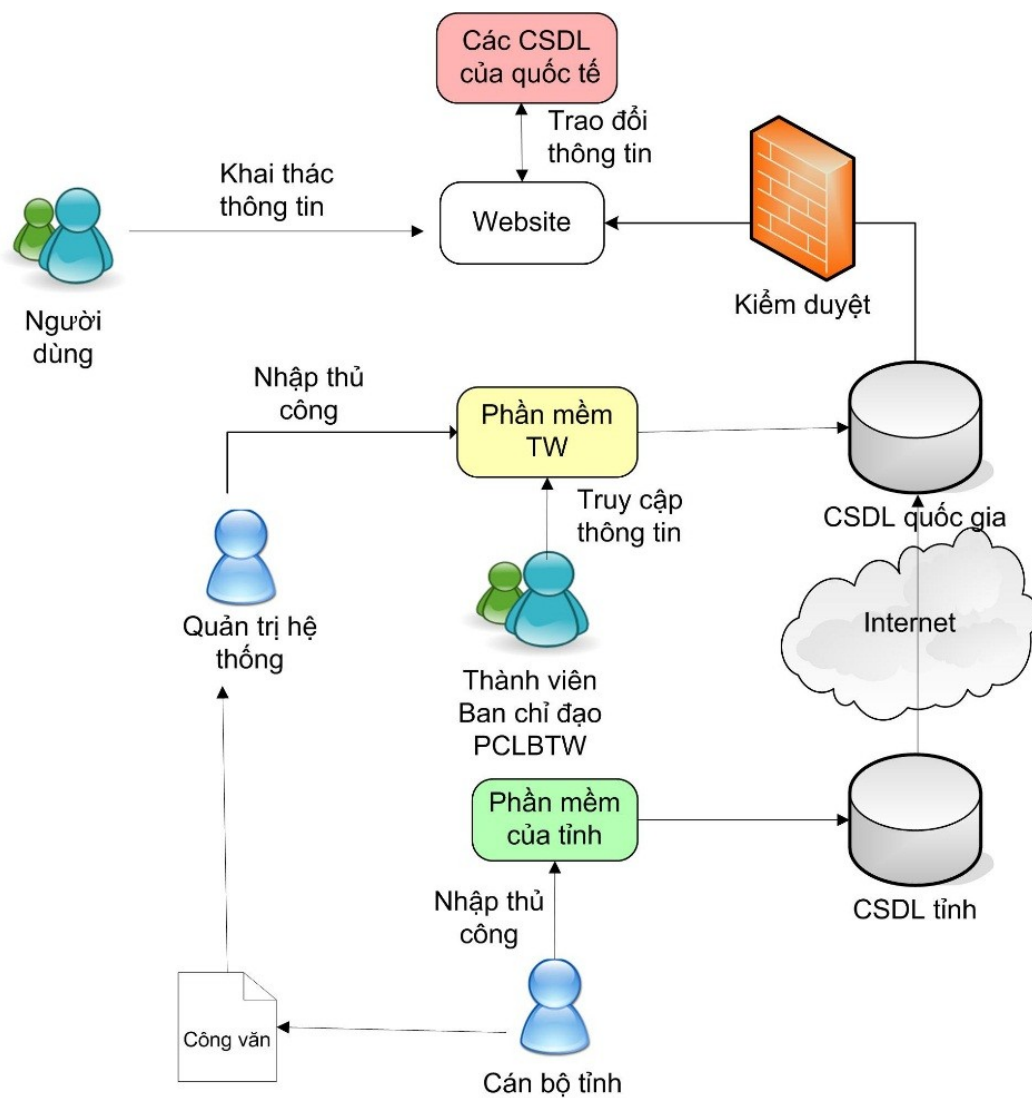 Các CSDL
của quốc tế
Trao đổi
thông tin
Khai thác
thông tin
Website
Kiểm duyệt
Người
dùng
Nhập thủ
công
Phần mềm
TW
Truy cập
thông tin
CSDL quốc gia
Quản trị hệ
thống
Internet
Thành viên
Ban chỉ đạo
PCLBTW
Phần mềm
của tỉnh
CSDL tỉnh
Nhập thủ
công
Công văn
Cán bộ tỉnh